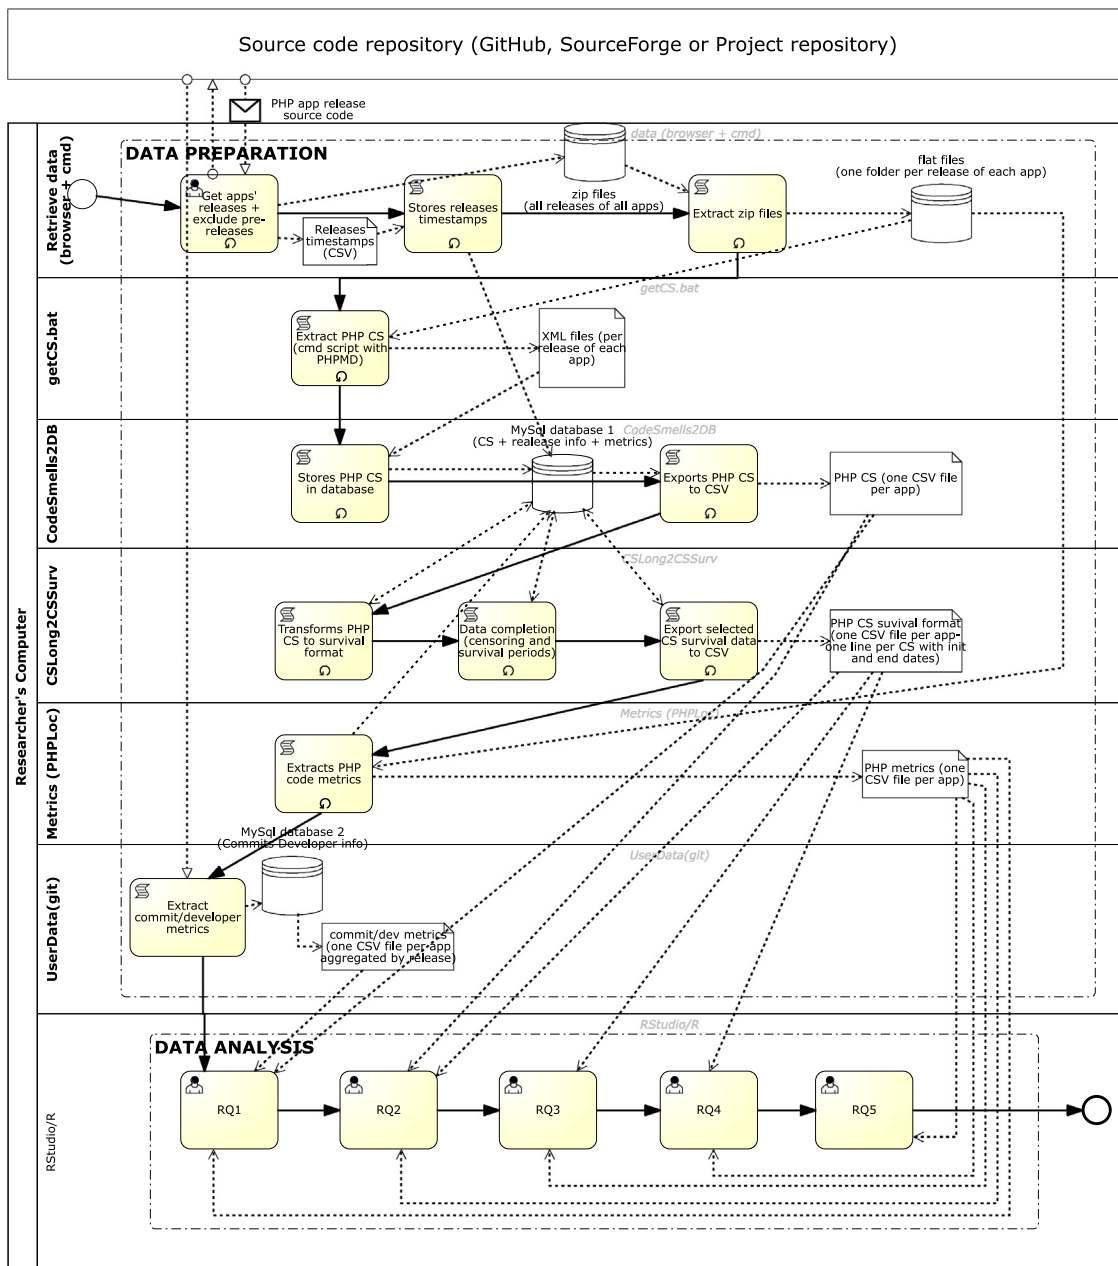 Source code repository (GitHub, SourceForge or Project repository)
PHP app release
source code
Researcher's Computer
Retrieve data
(browser + cmd)
data (browser + cmd)
DATA PREPARATION
Get apps'
releases +
exclude pre-
releases
Releases
timestamps
(CSV)
Stores releases
timestamps
zip files
(all releases of all apps)
Extract zip files
flat files
(one folder per release of each app)
getCS.bat
getCS.bat
Extract PHP CS
(cmd script with
PHPMD)
XML files (per
release of each
app)
CodeSmells2DB
CodeSmells2DB
Stores PHP CS
in database
MySql database 1
(CS + realease info + metrics)
Exports PHP CS
to CSV
PHP CS (one CSV file
per app)
CSLong2CSSurv
CSLong2CSSurv
Transforms PHP
CS to survival
format
Data completion
(censoring and
survival periods)
Export selected
CS survival data
to CSV
PHP CS suvival format
(one CSV file per app-
one line per CS with init
and end dates)
Metrics (PHPLoc)
Metrics (PHPLoc)
Extracts PHP
code metrics
PHP metrics (one
CSV file per app)
UserData(git)
UserData(git)
MySql database 2
(Commits Developer info)
Extract
commit/developer
metrics
commit/dev metrics
(one CSV file per app
aggregated by release)
RStudio/R
RStudio/R
DATA ANALYSIS
RQ1
RQ2
RQ3
RQ4
RQ5